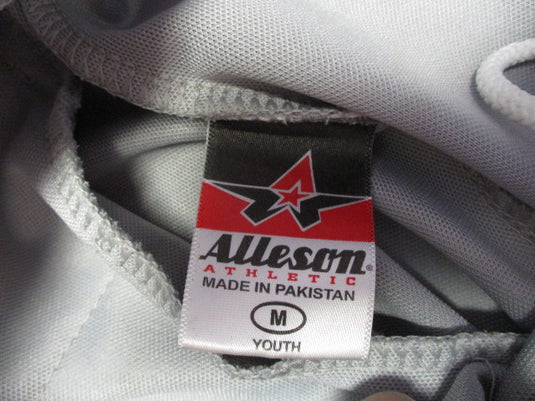 Alleson®
ATHLETIC
MADE IN PAKISTAN
M
YOUTH